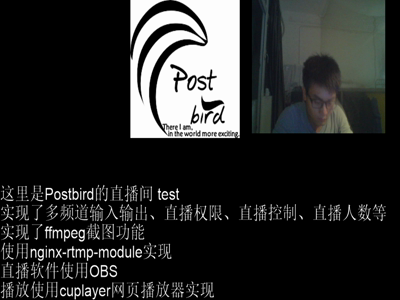 Post
bird
There I am,
in the world more exciting.
这里是Postbird的直播间 test
实现了多频道输入输出、直播权限、直播控制、直播人数等
实现了ffmpeg截图功能
使用nginx-rtmp-module实现
直播软件使用OBS
播放使用cuplayer网页播放器实现